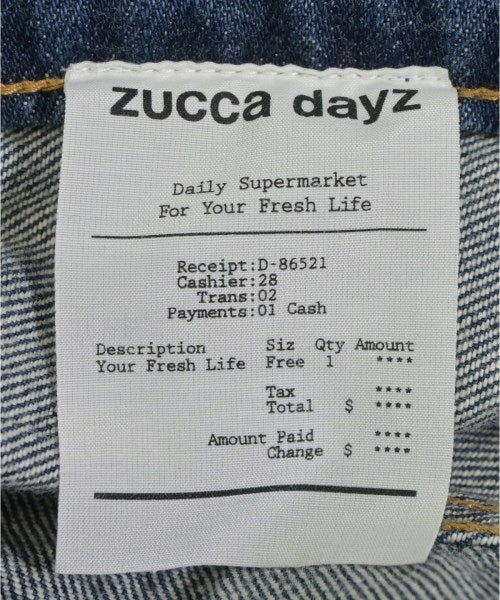 zucca dayz
Daily Supermarket
For Your Fresh Life
Receipt:D-86521
Cashier:28
Trans:02
Payments:01 Cash
Description Siz Qty Amount
Your Fresh Life Free 1 ****
Tax ****
Total $ ****
Amount Paid ****
Change $ ****